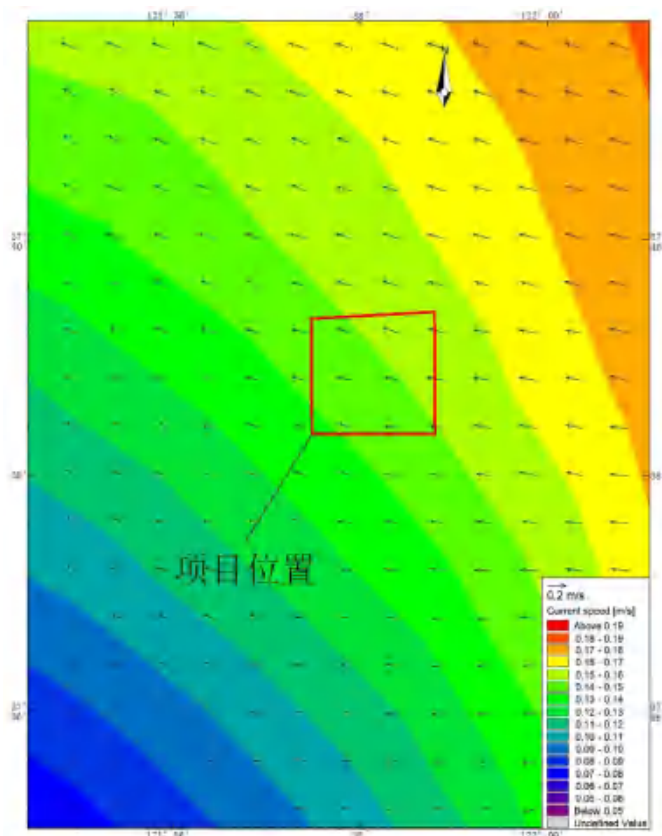 122° 00'
项目位置
0.2 m/s
Current speed [m/s]
Above 0.19
0.18 - 0.19
0.17 - 0.18
0.16 - 0.17
0.15 - 0.16
0.14 - 0.15
0.13 - 0.14
0.12 - 0.13
0.11 - 0.12
0.10 - 0.11
0.09 - 0.10
0.08 - 0.09
0.07 - 0.08
0.06 - 0.07
0.05 - 0.06
Below 0.05
Undefined Value